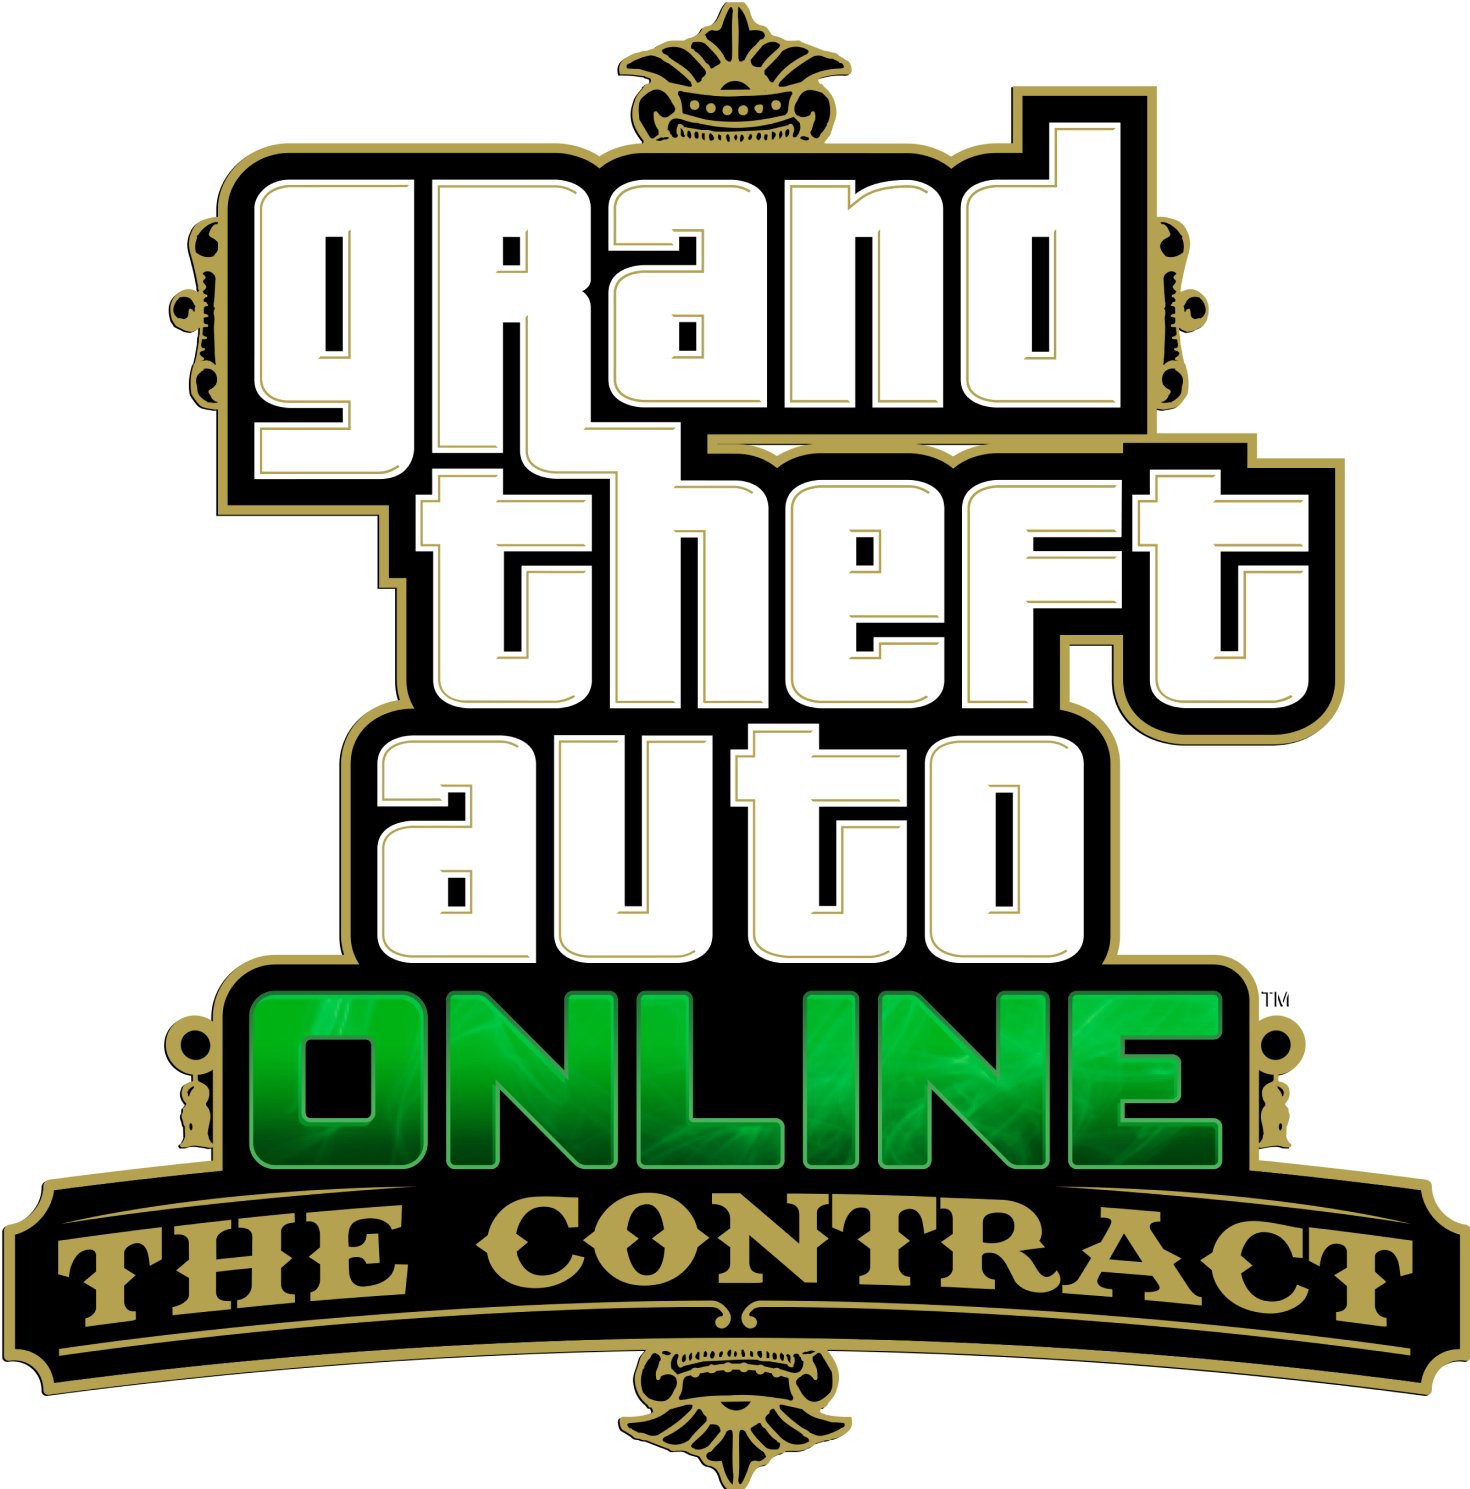 grand
theft
auto
ONLINE
TM
THE CONTRACT